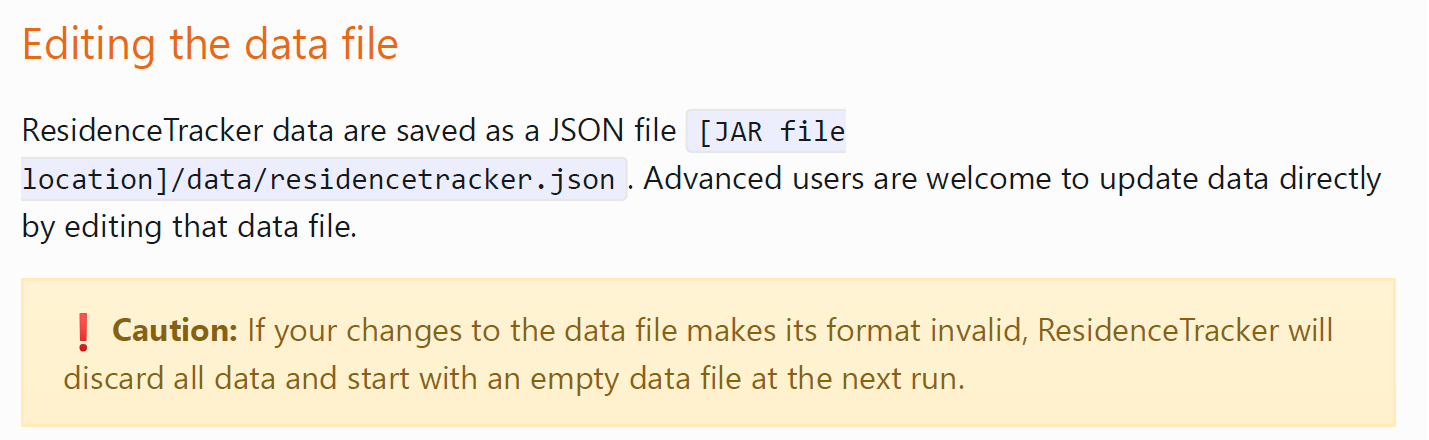 Editing the data file
ResidenceTracker data are saved as a JSON file [JAR file
location]/data/residencetracker.json . Advanced users are welcome to update data directly
by editing that data file.
❗ Caution: If your changes to the data file makes its format invalid, ResidenceTracker will
discard all data and start with an empty data file at the next run.